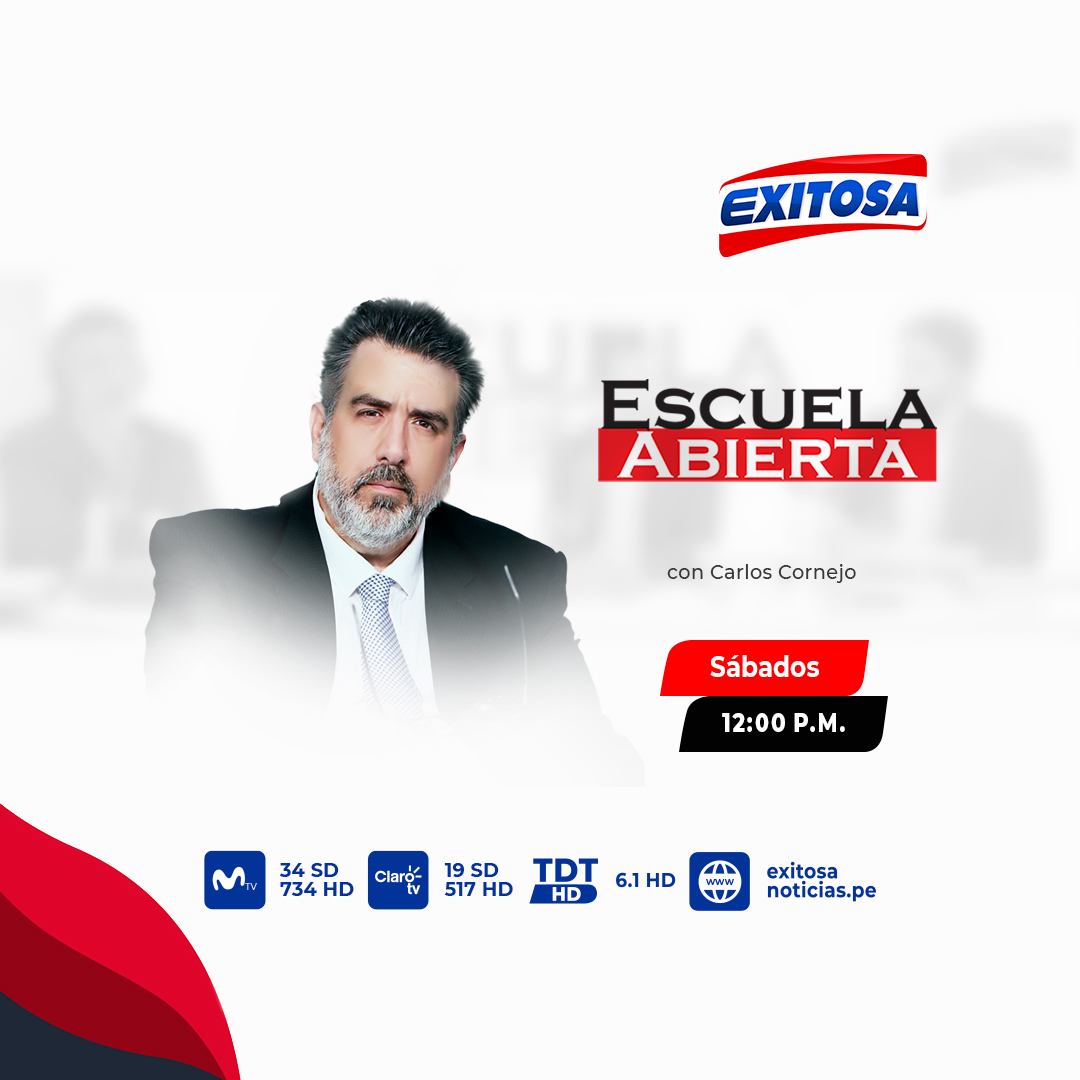 EXITOSA
ESCUELA
ABIERTA
con Carlos Cornejo
Sábados
12:00 P.M.
TV
34 SD
734 HD
Claro
tv
19 SD
517 HD
TDT
HD
6.1 HD
www
exitosa
noticias.pe